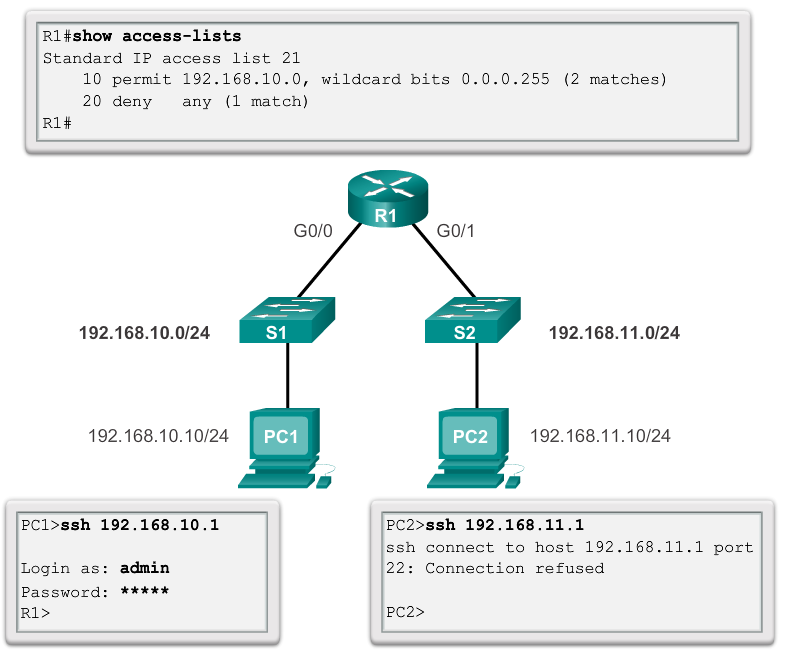 R1#show access-lists
Standard IP access list 21
    10 permit 192.168.10.0, wildcard bits 0.0.0.255 (2 matches)
    20 deny   any (1 match)
R1#
R1
G0/0
G0/1
S1
S2
192.168.10.0/24
192.168.11.0/24
192.168.10.10/24
PC1
PC2
192.168.11.10/24
PC1>ssh 192.168.10.1
Login as: admin
Password: *****
R1>
PC2>ssh 192.168.11.1
ssh connect to host 192.168.11.1 port
22: Connection refused
PC2>